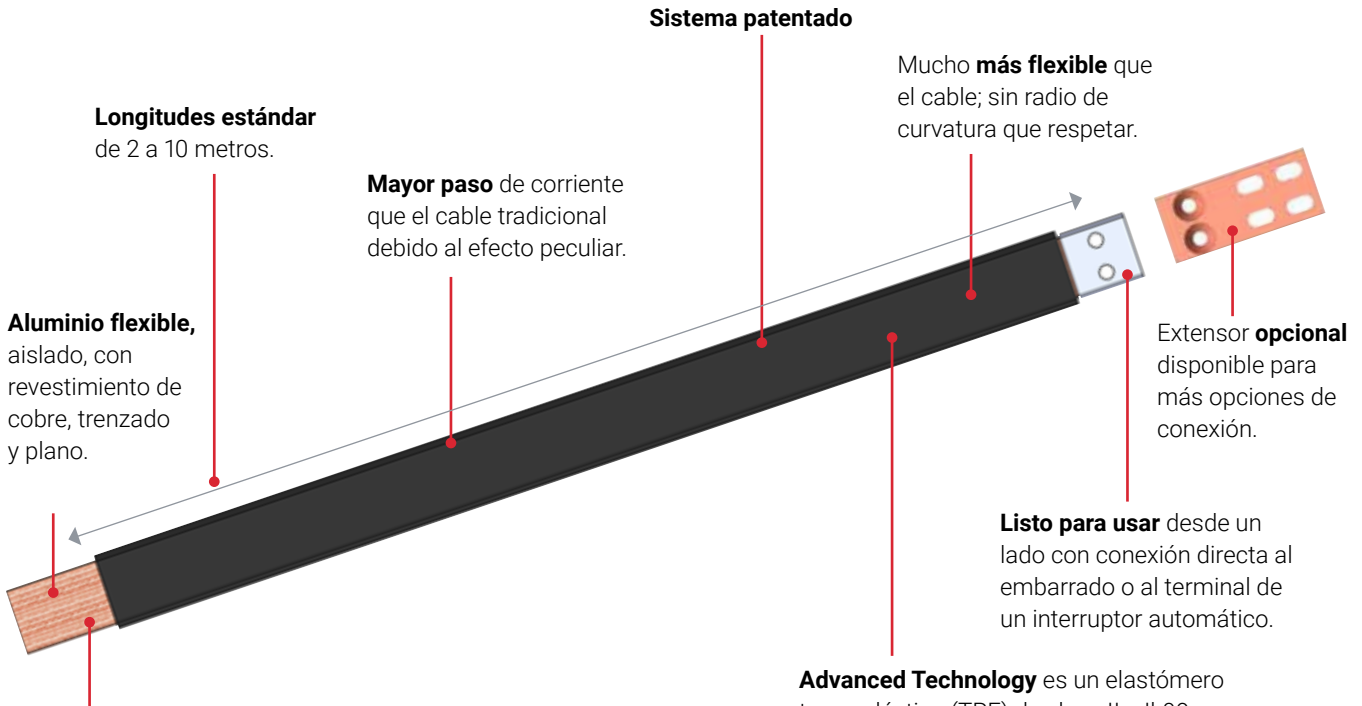 Sistema patentado
Mucho más flexible que
el cable; sin radio de
curvatura que respetar.
Longitudes estándar
de 2 a 10 metros.
Mayor paso de corriente
que el cable tradicional
debido al efecto peculiar.
Aluminio flexible,
aislado, con
revestimiento de
cobre, trenzado
y plano.
Extensor opcional
disponible para
más opciones de
conexión.
Listo para usar desde un
lado con conexión directa al
embarrado o al terminal de
un interruptor automático.
Advanced Technology es un elastómero